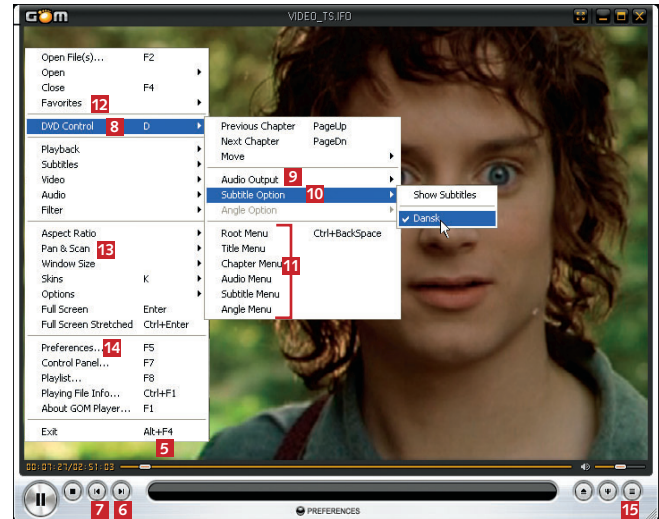 GOM VIDEO_TS.IFO
Open File(s)... F2
Open
Close F4
Favorites 12
DVD Control 8 D
Playback
Subtitles
Video
Audio
Filter
Aspect Ratio
Pan & Scan 13
Window Size
Skins K
Options
Full Screen Enter
Full Screen Stretched Ctrl+Enter
Preferences... 14 F5
Control Panel... F7
Playlist... F8
Playing File Info... Ctrl+F1
About GOM Player... F1
Exit Alt+F4
Previous Chapter PageUp
Next Chapter PageDn
Move
Audio Output 9
Subtitle Option 10
Angle Option
Root Menu Ctrl+BackSpace
Title Menu
Chapter Menu 11
Audio Menu
Subtitle Menu
Angle Menu
Show Subtitles
Dansk
5
00:07:27/02:51:03
7 6 15
PREFERENCES